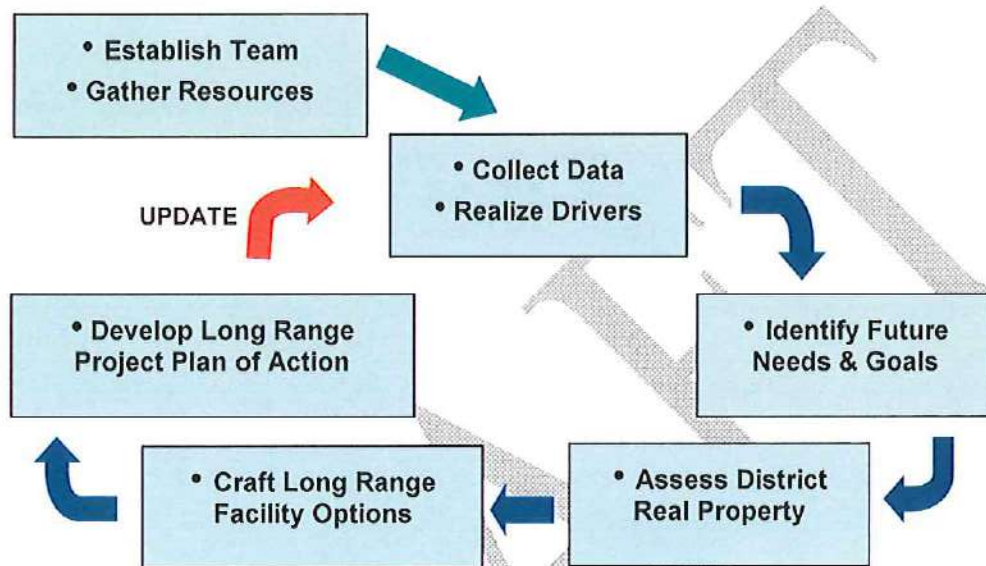 • Establish Team
• Gather Resources
• Collect Data
• Realize Drivers
UPDATE
• Develop Long Range
Project Plan of Action
• Identify Future
Needs & Goals
• Craft Long Range
Facility Options
• Assess District
Real Property